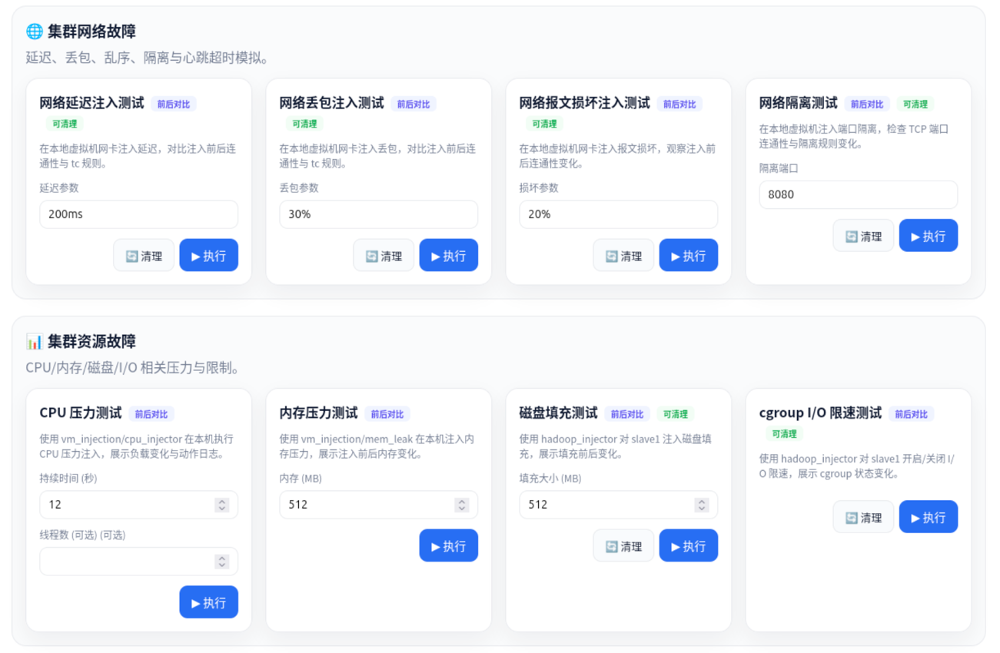 集群网络故障
延迟、丢包、乱序、隔离与心跳超时模拟。
网络延迟注入测试 前后对比
可清理
在本地虚拟机网卡注入延迟，对比注入前后连
通性与 tc 规则。
延迟参数
200ms
清理 ▶ 执行
网络丢包注入测试 前后对比
可清理
在本地虚拟机网卡注入丢包，对比注入前后连
通性与 tc 规则。
丢包参数
30%
清理 ▶ 执行
网络报文损坏注入测试 前后对比
可清理
在本地虚拟机网卡注入报文损坏，观察注入前
后连通性变化。
损坏参数
20%
清理 ▶ 执行
网络隔离测试 前后对比 可清理
在本地虚拟机注入端口隔离，检查 TCP 端口
连通性与隔离规则变化。
隔离端口
8080
清理 ▶ 执行
集群资源故障
CPU/内存/磁盘/I/O 相关压力与限制。
CPU 压力测试 前后对比
使用 vm_injection/cpu_injector 在本机执行
CPU 压力注入，展示负载变化与动作日志。
持续时间 (秒)
12
线程数 (可选) (可选)
▶ 执行
内存压力测试 前后对比
使用 vm_injection/mem_leak 在本机注入内
存压力，展示注入前后内存变化。
内存 (MB)
512
▶ 执行
磁盘填充测试 前后对比 可清理
使用 hadoop_injector 对 slave1 注入磁盘填
充，展示填充前后变化。
填充大小 (MB)
512
清理 ▶ 执行
cgroup I/O 限速测试 前后对比
可清理
使用 hadoop_injector 对 slave1 开启/关闭 I/
O 限速，展示 cgroup 状态变化。
清理 ▶ 执行